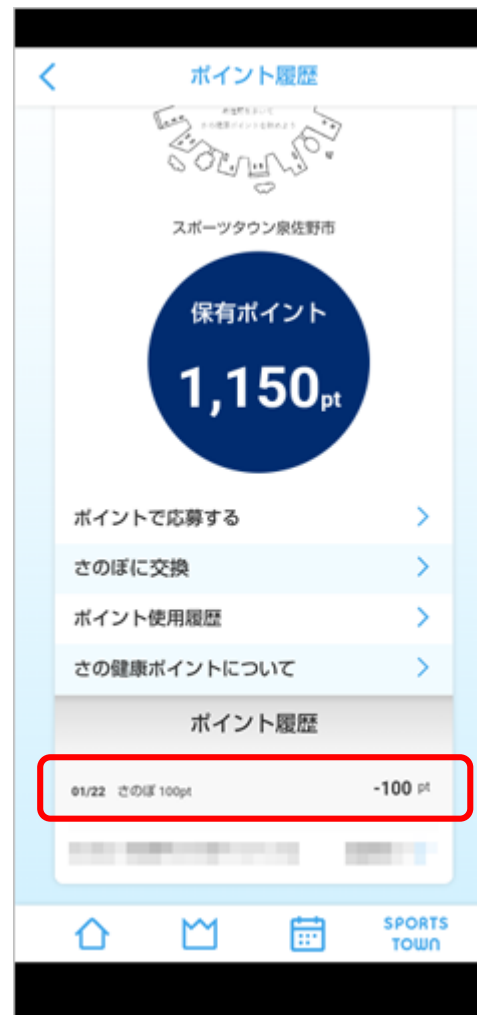 ポイント履歴
スポーツタウン泉佐野市
保有ポイント
1,150pt
ポイントで応募する
さのぽに交換
ポイント使用履歴
さの健康ポイントについて
ポイント履歴
01/22 さのぽ 100pt -100 pt
SPORTS
TOWN